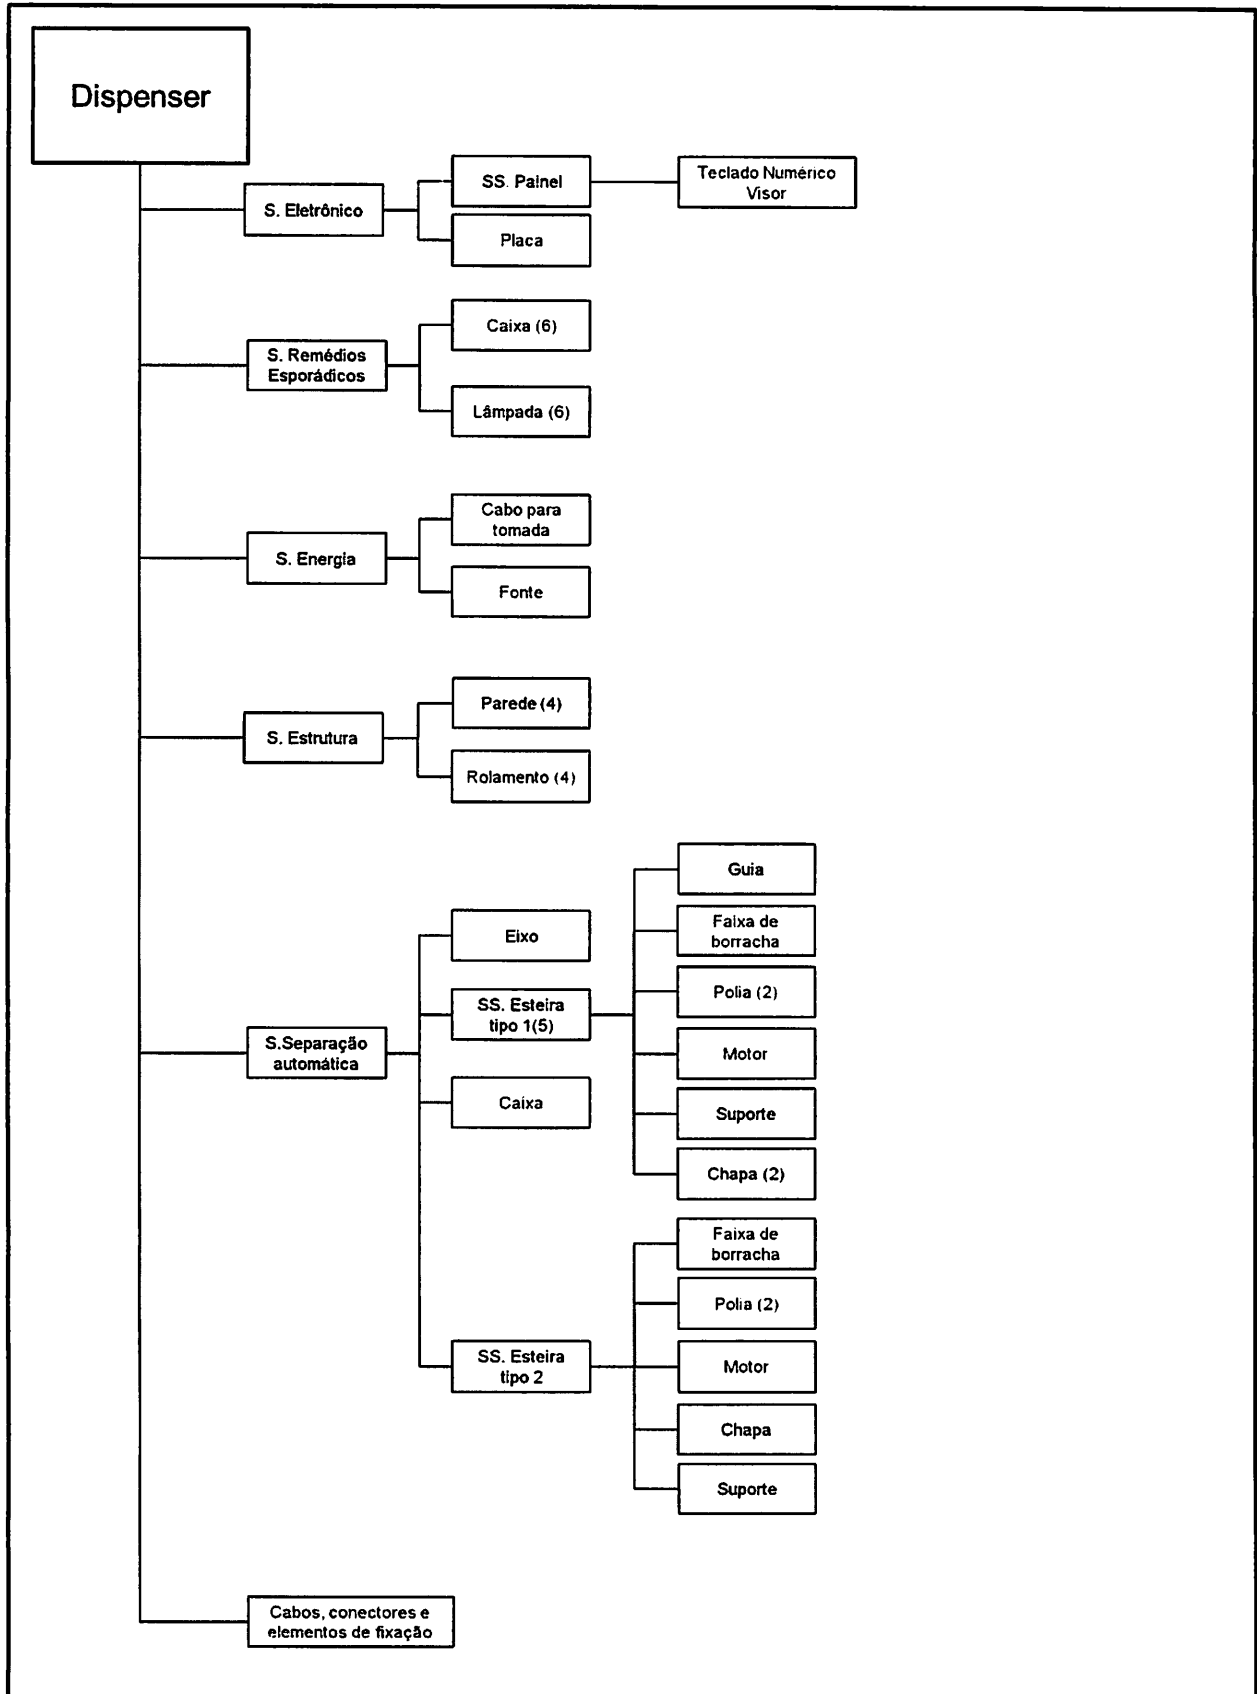 Dispenser
S. Eletrônico
SS. Painel
Teclado Numérico
Visor
Placa
S. Remédios
Esporádicos
Caixa (6)
Lâmpada (6)
S. Energia
Cabo para
tomada
Fonte
S. Estrutura
Parede (4)
Rolamento (4)
S.Separação
automática
Eixo
SS. Esteira
tipo 1(5)
Guia
Faixa de
borracha
Polia (2)
Motor
Suporte
Chapa (2)
Caixa
SS. Esteira
tipo 2
Faixa de
borracha
Polia (2)
Motor
Chapa
Suporte
Cabos, conectores e
elementos de fixação